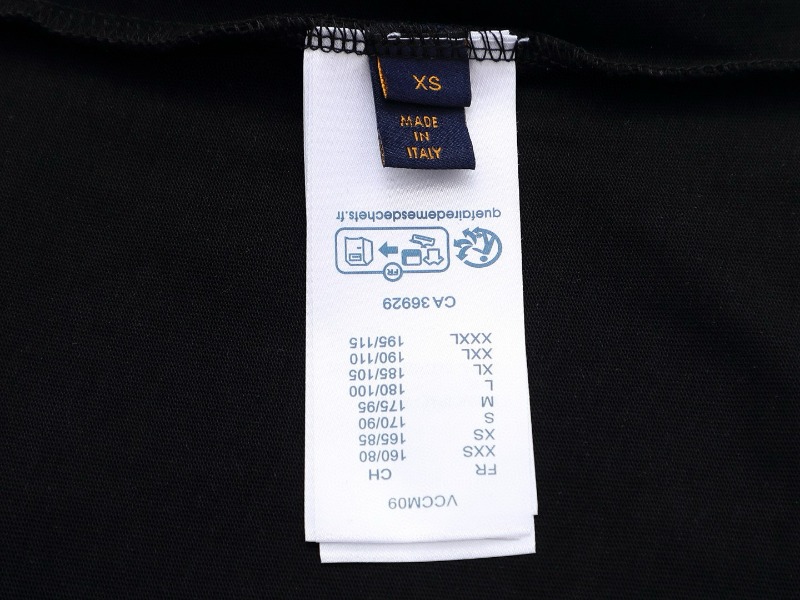 XS
MADE
IN
ITALY
VCCM09
FR CH
XXS 160/80
XS 165/85
S 170/90
M 175/95
L 180/100
XL 185/105
XXL 190/110
XXXL 195/115
CA 36929
FR
quefairedemesdechets.fr